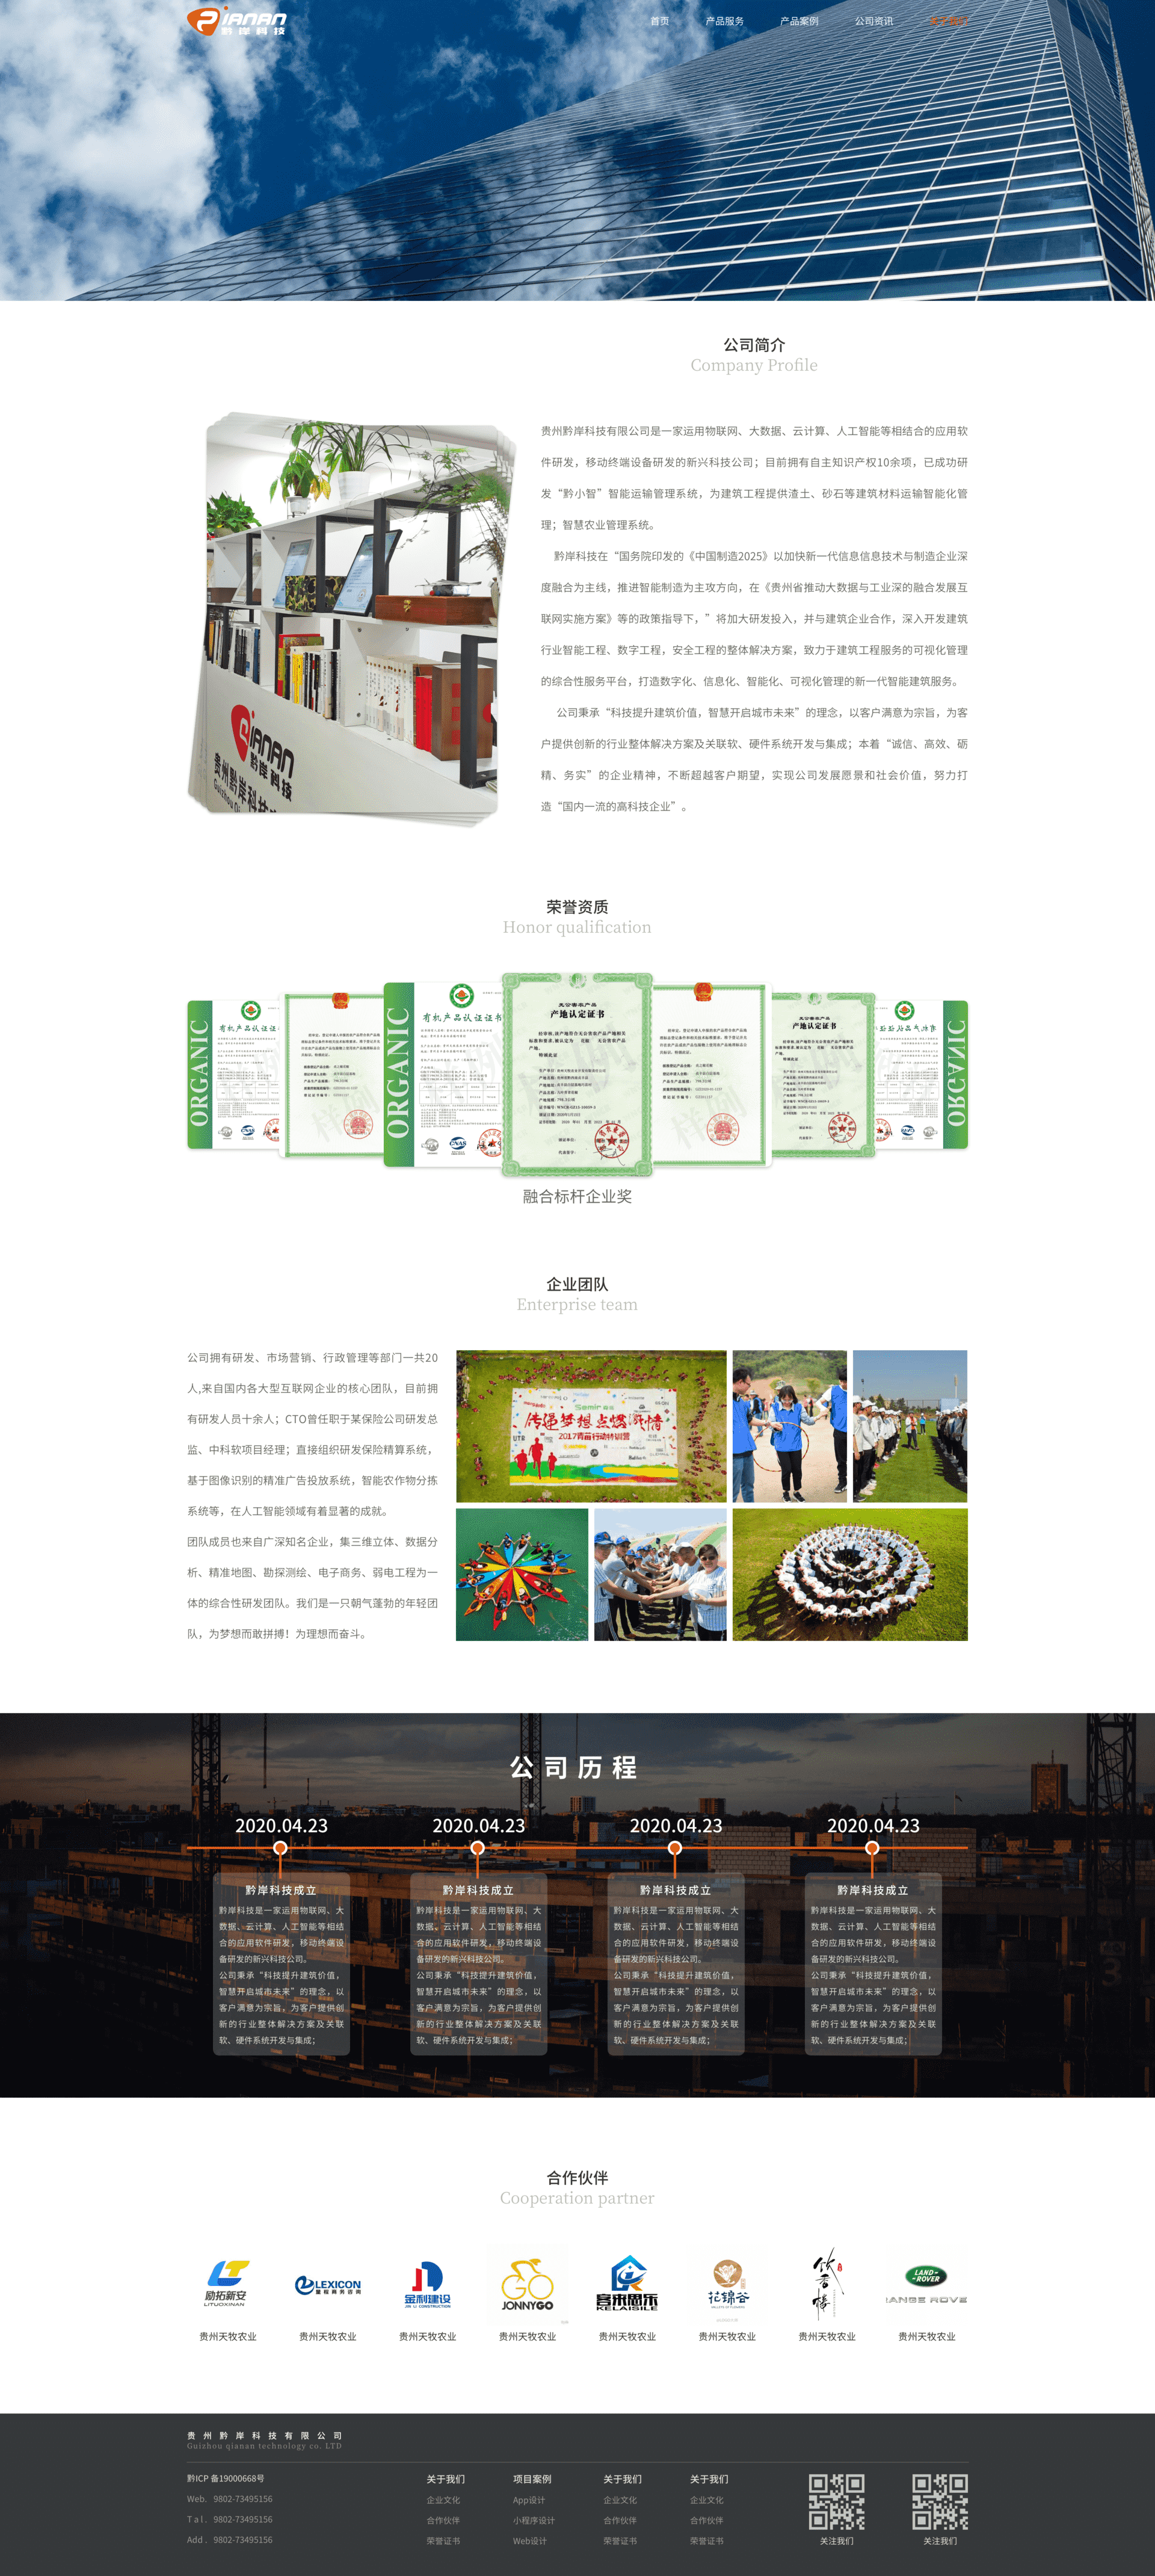 QIANAN
黔岸科技
首页 产品服务 产品案例 公司资讯 关于我们
公司简介
Company Profile
贵州黔岸科技有限公司是一家运用物联网、大数据、云计算、人工智能等相结合的应用软
件研发，移动终端设备研发的新兴科技公司；目前拥有自主知识产权10余项，已成功研
发“黔小智”智能运输管理系统，为建筑工程提供渣土、砂石等建筑材料运输智能化管
理；智慧农业管理系统。
黔岸科技在“国务院印发的《中国制造2025》以加快新一代信息信息技术与制造企业深
度融合为主线，推进智能制造为主攻方向，在《贵州省推动大数据与工业深的融合发展互
联网实施方案》等的政策指导下，”将加大研发投入，并与建筑企业合作，深入开发建筑
行业智能工程、数字工程，安全工程的整体解决方案，致力于建筑工程服务的可视化管理
的综合性服务平台，打造数字化、信息化、智能化、可视化管理的新一代智能建筑服务。
公司秉承“科技提升建筑价值，智慧开启城市未来”的理念，以客户满意为宗旨，为客
户提供创新的行业整体解决方案及关联软、硬件系统开发与集成；本着“诚信、高效、砺
精、务实”的企业精神，不断超越客户期望，实现公司发展愿景和社会价值，努力打
造“国内一流的高科技企业”。
QIANAN
黔岸科技
贵州黔岸科技
荣誉资质
Honor qualification
ORGANIC
有机产品认证证书
ORGANIC
有机产品认证证书
无公害农产品
产地认定证书
产地认定证书
ORGANIC
融合标杆企业奖
企业团队
Enterprise team
公司拥有研发、市场营销、行政管理等部门一共20
人,来自国内各大型互联网企业的核心团队，目前拥
有研发人员十余人；CTO曾任职于某保险公司研发总
监、中科软项目经理；直接组织研发保险精算系统，
基于图像识别的精准广告投放系统，智能农作物分拣
系统等，在人工智能领域有着显著的成就。
团队成员也来自广深知名企业，集三维立体、数据分
析、精准地图、勘探测绘、电子商务、弱电工程为一
体的综合性研发团队。我们是一只朝气蓬勃的年轻团
队，为梦想而敢拼搏！为理想而奋斗。
Semir
传递梦想点燃激情
2017青苗行动特训营
公司历程
2020.04.23 2020.04.23 2020.04.23 2020.04.23
黔岸科技成立
黔岸科技是一家运用物联网、大
数据、云计算、人工智能等相结
合的应用软件研发，移动终端设
备研发的新兴科技公司。
公司秉承“科技提升建筑价值，
智慧开启城市未来”的理念，以
客户满意为宗旨，为客户提供创
新的行业整体解决方案及关联
软、硬件系统开发与集成；
黔岸科技成立
黔岸科技是一家运用物联网、大
数据。云计算、人工智能等相结
合的应用软件研发，移动终端设
备研发的新兴科技公司。
公司秉承“科技提升建筑价值，
智慧开启城市未来”的理念，以
客户满意为宗旨，为客户提供创
新的行业整体解决方案及关联
软、硬件系统开发与集成；
黔岸科技成立
黔岸科技是一家运用物联网、大
数据、云计算、人工智能等相结
合的应用软件研发，移动终端设
备研发的新兴科技公司。
公司秉承“科技提升建筑价值，
智慧开启城市未来”的理念，以
客户满意为宗旨，为客户提供创
新的行业整体解决方案及关联
软、硬件系统开发与集成；
黔岸科技成立
黔岸科技是一家运用物联网、大
数据、云计算、人工智能等相结
合的应用软件研发，移动终端设
备研发的新兴科技公司。
公司秉承“科技提升建筑价值，
智慧开启城市未来”的理念，以
客户满意为宗旨，为客户提供创
新的行业整体解决方案及关联
软、硬件系统开发与集成；
合作伙伴
Cooperation partner
励拓新安
LITUOXINAN
LEXICON
金利建设
JIN LI CONSTRUCTION
JONNYGO
客来思乐
KELAISILE
花锦谷
LAND ROVER
贵州天牧农业 贵州天牧农业 贵州天牧农业 贵州天牧农业 贵州天牧农业 贵州天牧农业 贵州天牧农业 贵州天牧农业
贵州黔岸科技有限公司
Guizhou qianan technology co. LTD
黔ICP 备19000668号
Web. 9802-73495156
Tal. 9802-73495156
Add. 9802-73495156
关于我们
企业文化
合作伙伴
荣誉证书
项目案例
App设计
小程序设计
Web设计
关于我们
企业文化
合作伙伴
荣誉证书
关于我们
企业文化
合作伙伴
荣誉证书
关注我们 关注我们